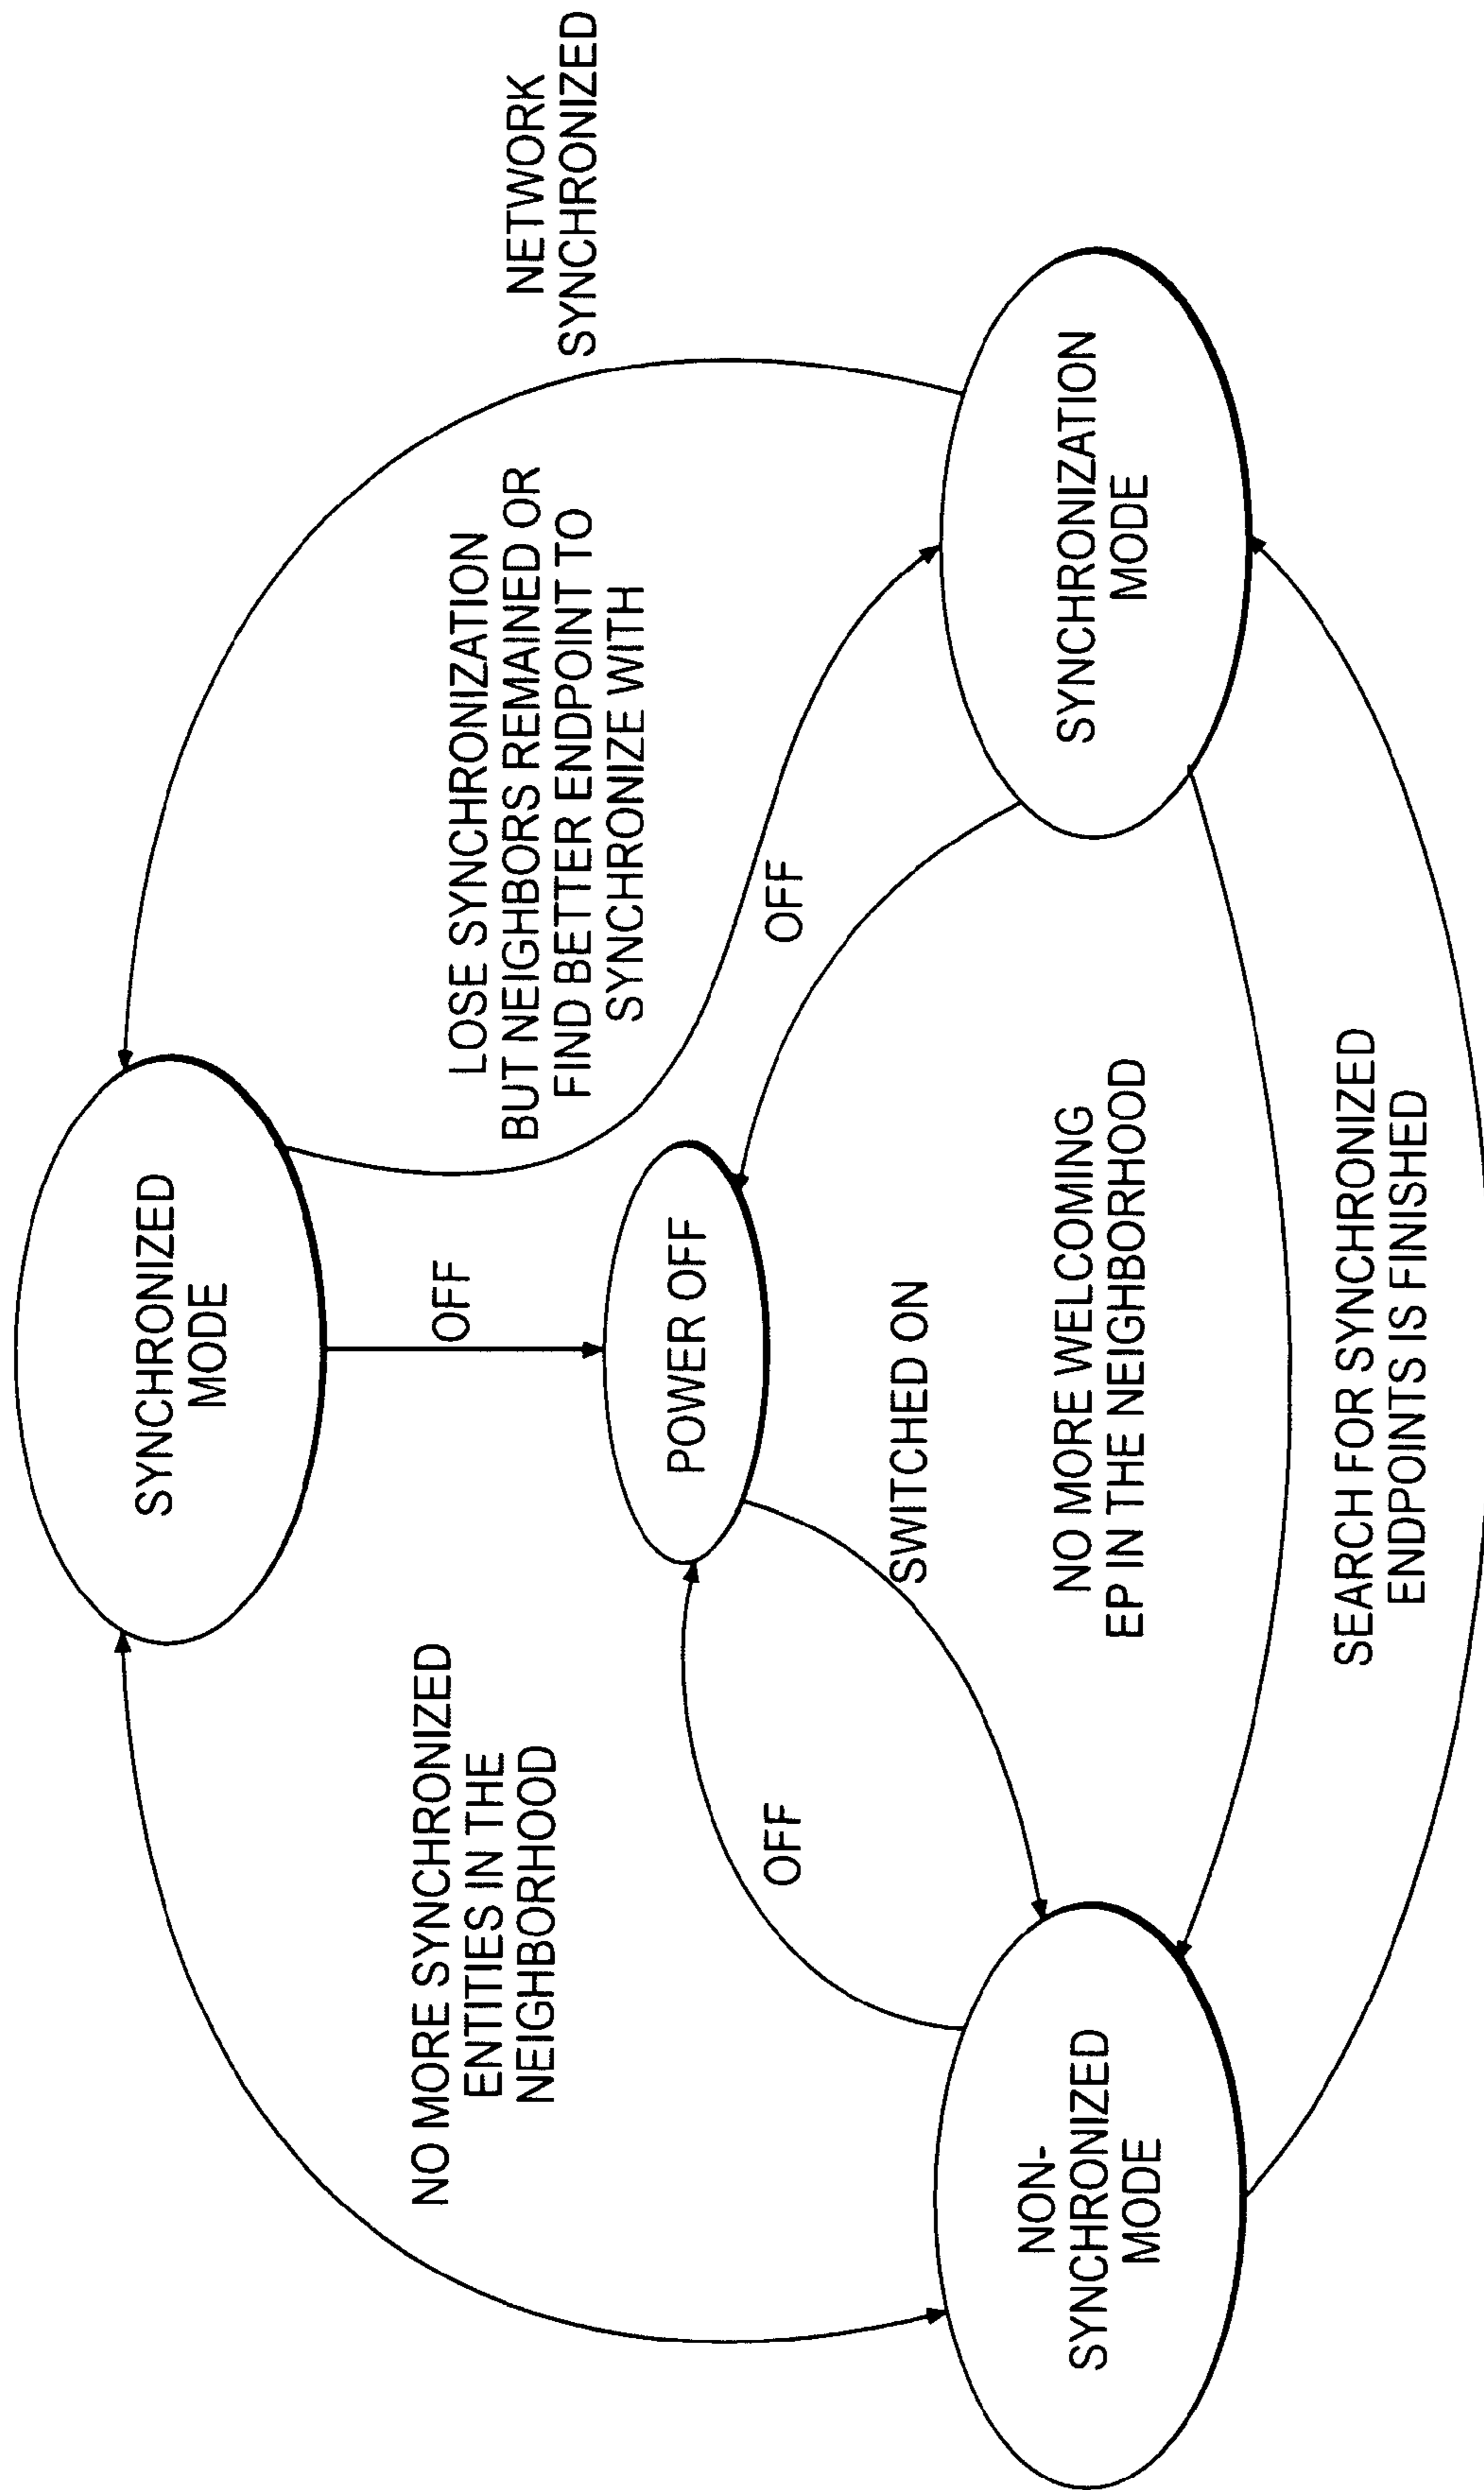 SYNCHRONIZED
MODE
NETWORK
SYNCHRONIZED
NO MORE SYNCHRONIZED
ENTITIES IN THE
NEIGHBORHOOD
OFF
LOSE SYNCHRONIZATION
BUT NEIGHBORS REMAINED OR
FIND BETTER ENDPOINT TO
SYNCHRONIZE WITH
POWER OFF
OFF
OFF
SWITCHED ON
NON-
SYNCHRONIZED
MODE
NO MORE WELCOMING
EP IN THE NEIGHBORHOOD
SYNCHRONIZATION
MODE
SEARCH FOR SYNCHRONIZED
ENDPOINTS IS FINISHED